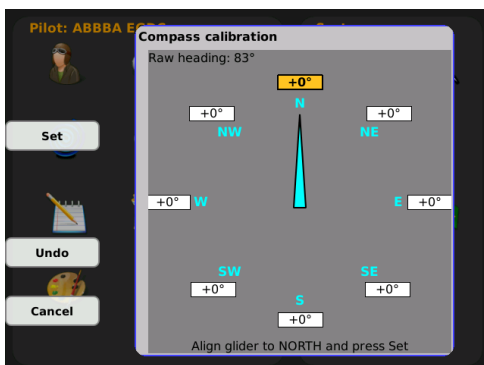 Pilot: ABBBA
Compass calibration
Raw heading: 83°
+0°
N
+0°
NW
+0°
NE
Set
+0°
W
E
+0°
Undo
SW
+0°
SE
+0°
S
+0°
Cancel
Align glider to NORTH and press Set